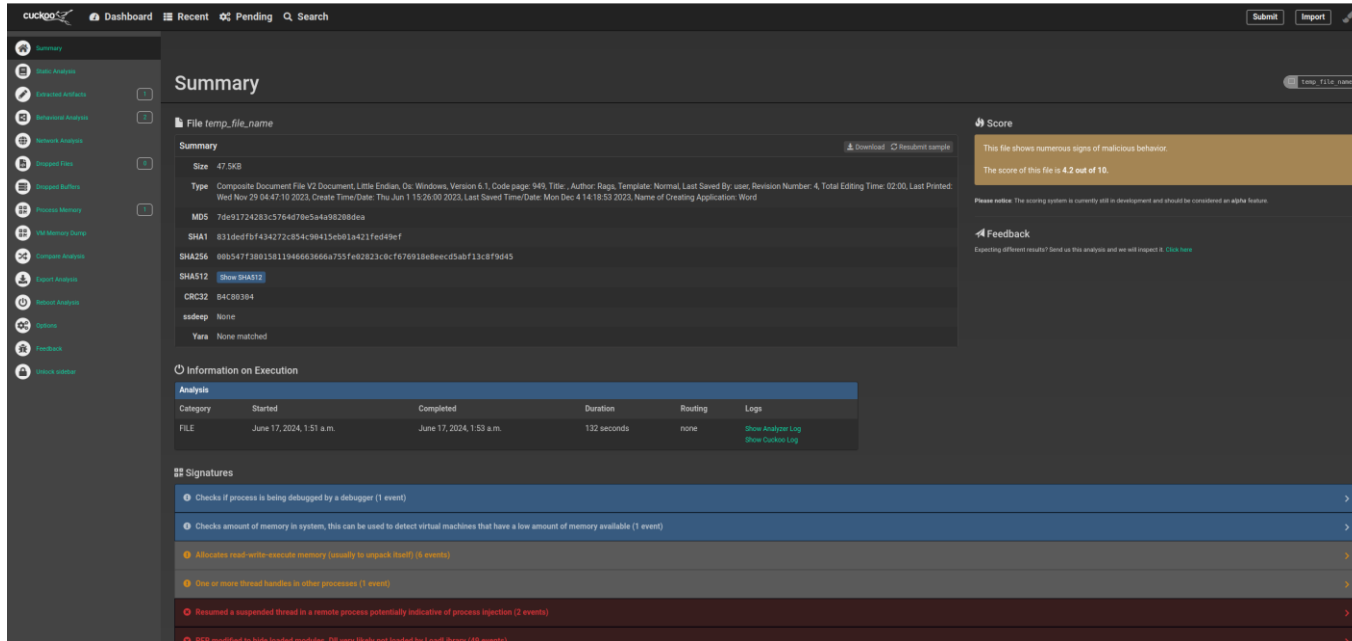 cuckoo Dashboard Recent Pending Search Submit Import
Summary
Static Analysis
Extracted Artifacts 1
Behavioral Analysis 2
Network Analysis
Dropped Files 0
Dropped Buffers
Process Memory 1
VM Memory Dump
Compare Analysis
Export Analysis
Reboot Analysis
Options
Feedback
Unlock sidebar
Summary
temp_file_name
File temp_file_name
Summary Download Resubmit sample
Size 47.5KB
Type Composite Document File V2 Document, Little Endian, Os: Windows, Version 6.1, Code page: 949, Title: , Author: Rags, Template: Normal, Last Saved By: user, Revision Number: 4, Total Editing Time: 02:00, Last Printed:
Wed Nov 29 04:47:10 2023, Create Time/Date: Thu Jun 1 15:26:00 2023, Last Saved Time/Date: Mon Dec 4 14:18:53 2023, Name of Creating Application: Word
MD5 7de91724283c5764d70e5a4a98208dea
SHA1 831dedfbf434272c854c90415eb01a421fed49ef
SHA256 00b547f38015811946663666a755fe02823c0cf676918e8eecd5abf13c8f9d45
SHA512 Show SHA512
CRC32 B4C80304
ssdeep None
Yara None matched
Score
This file shows numerous signs of malicious behavior.
The score of this file is 4.2 out of 10.
Please notice: The scoring system is currently still in development and should be considered an alpha feature.
Feedback
Expecting different results? Send us this analysis and we will inspect it. Click here
Information on Execution
Analysis
Category Started Completed Duration Routing Logs
FILE June 17, 2024, 1:51 a.m. June 17, 2024, 1:53 a.m. 132 seconds none Show Analyzer Log
Show Cuckoo Log
Signatures
Checks if process is being debugged by a debugger (1 event)
Checks amount of memory in system, this can be used to detect virtual machines that have a low amount of memory available (1 event)
Allocates read-write-execute memory (usually to unpack itself) (6 events)
One or more thread handles in other processes (1 event)
Resumed a suspended thread in a remote process potentially indicative of process injection (2 events)